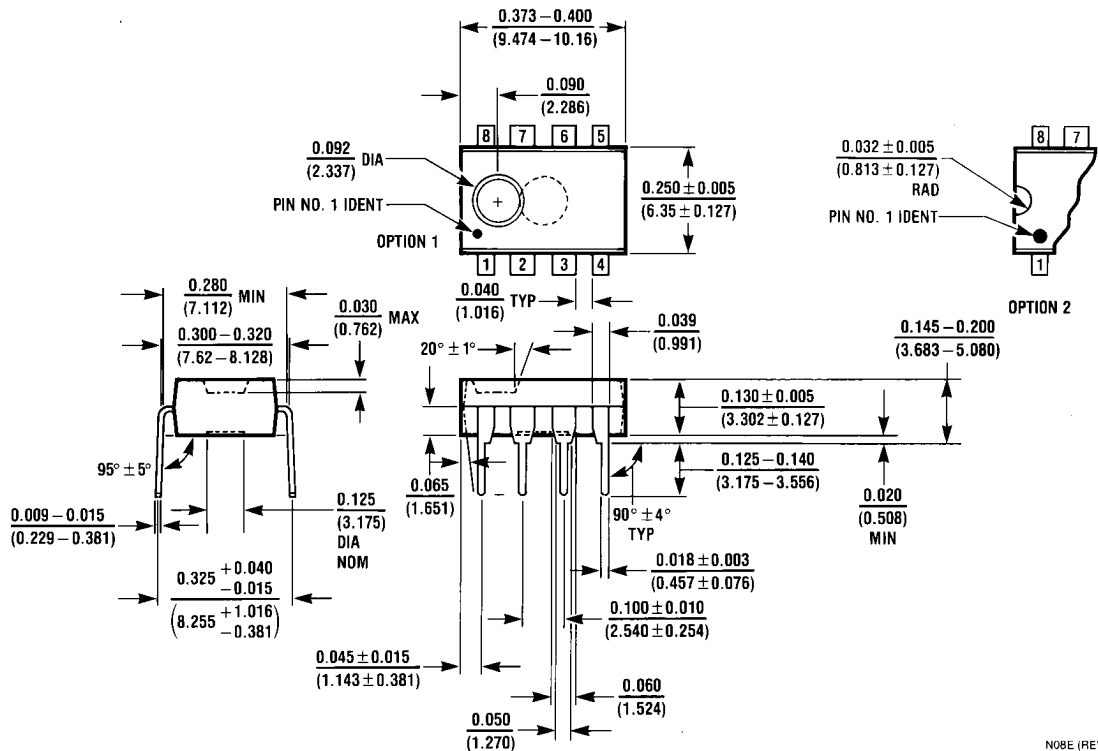 0.373 – 0.400
(9.474 – 10.16)
0.090
(2.286)
8 7 6 5
0.092 DIA
(2.337)
PIN NO. 1 IDENT
OPTION 1
0.250 ± 0.005
(6.35 ± 0.127)
1 2 3 4
0.032 ± 0.005
(0.813 ± 0.127)
RAD
PIN NO. 1 IDENT
8 7
1
OPTION 2
0.280 MIN
(7.112)
0.300 – 0.320
(7.62 – 8.128)
0.030 MAX
(0.762)
0.040 TYP
(1.016)
0.039
(0.991)
20° ± 1°
0.145 – 0.200
(3.683 – 5.080)
0.130 ± 0.005
(3.302 ± 0.127)
95° ± 5°
0.065
(1.651)
0.125 – 0.140
(3.175 – 3.556)
0.020
(0.508)
MIN
90° ± 4°
TYP
0.009 – 0.015
(0.229 – 0.381)
0.125
(3.175)
DIA
NOM
0.018 ± 0.003
(0.457 ± 0.076)
0.325 +0.040
−0.015
(8.255 +1.016
−0.381)
0.100 ± 0.010
(2.540 ± 0.254)
0.045 ± 0.015
(1.143 ± 0.381)
0.060
(1.524)
0.050
(1.270)
N08E